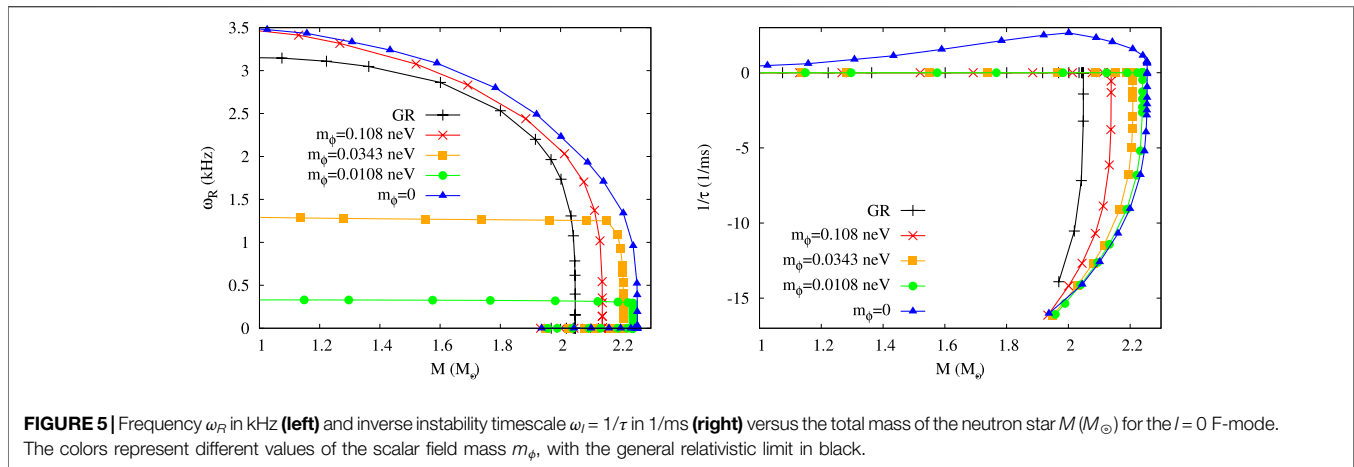 3.5
3
2.5
2
1.5
1
0.5
0
ω_R (kHz)
GR
m_ϕ=0.108 neV
m_ϕ=0.0343 neV
m_ϕ=0.0108 neV
m_ϕ=0
1 1.2 1.4 1.6 1.8 2 2.2
M (M_⊙)
0
-5
-10
-15
1/τ (1/ms)
GR
m_ϕ=0.108 neV
m_ϕ=0.0343 neV
m_ϕ=0.0108 neV
m_ϕ=0
1 1.2 1.4 1.6 1.8 2 2.2
M (M_⊙)
FIGURE 5 | Frequency ω_R in kHz (left) and inverse instability timescale ω_I = 1/τ in 1/ms (right) versus the total mass of the neutron star M (M_⊙) for the l = 0 F-mode.
The colors represent different values of the scalar field mass m_ϕ, with the general relativistic limit in black.